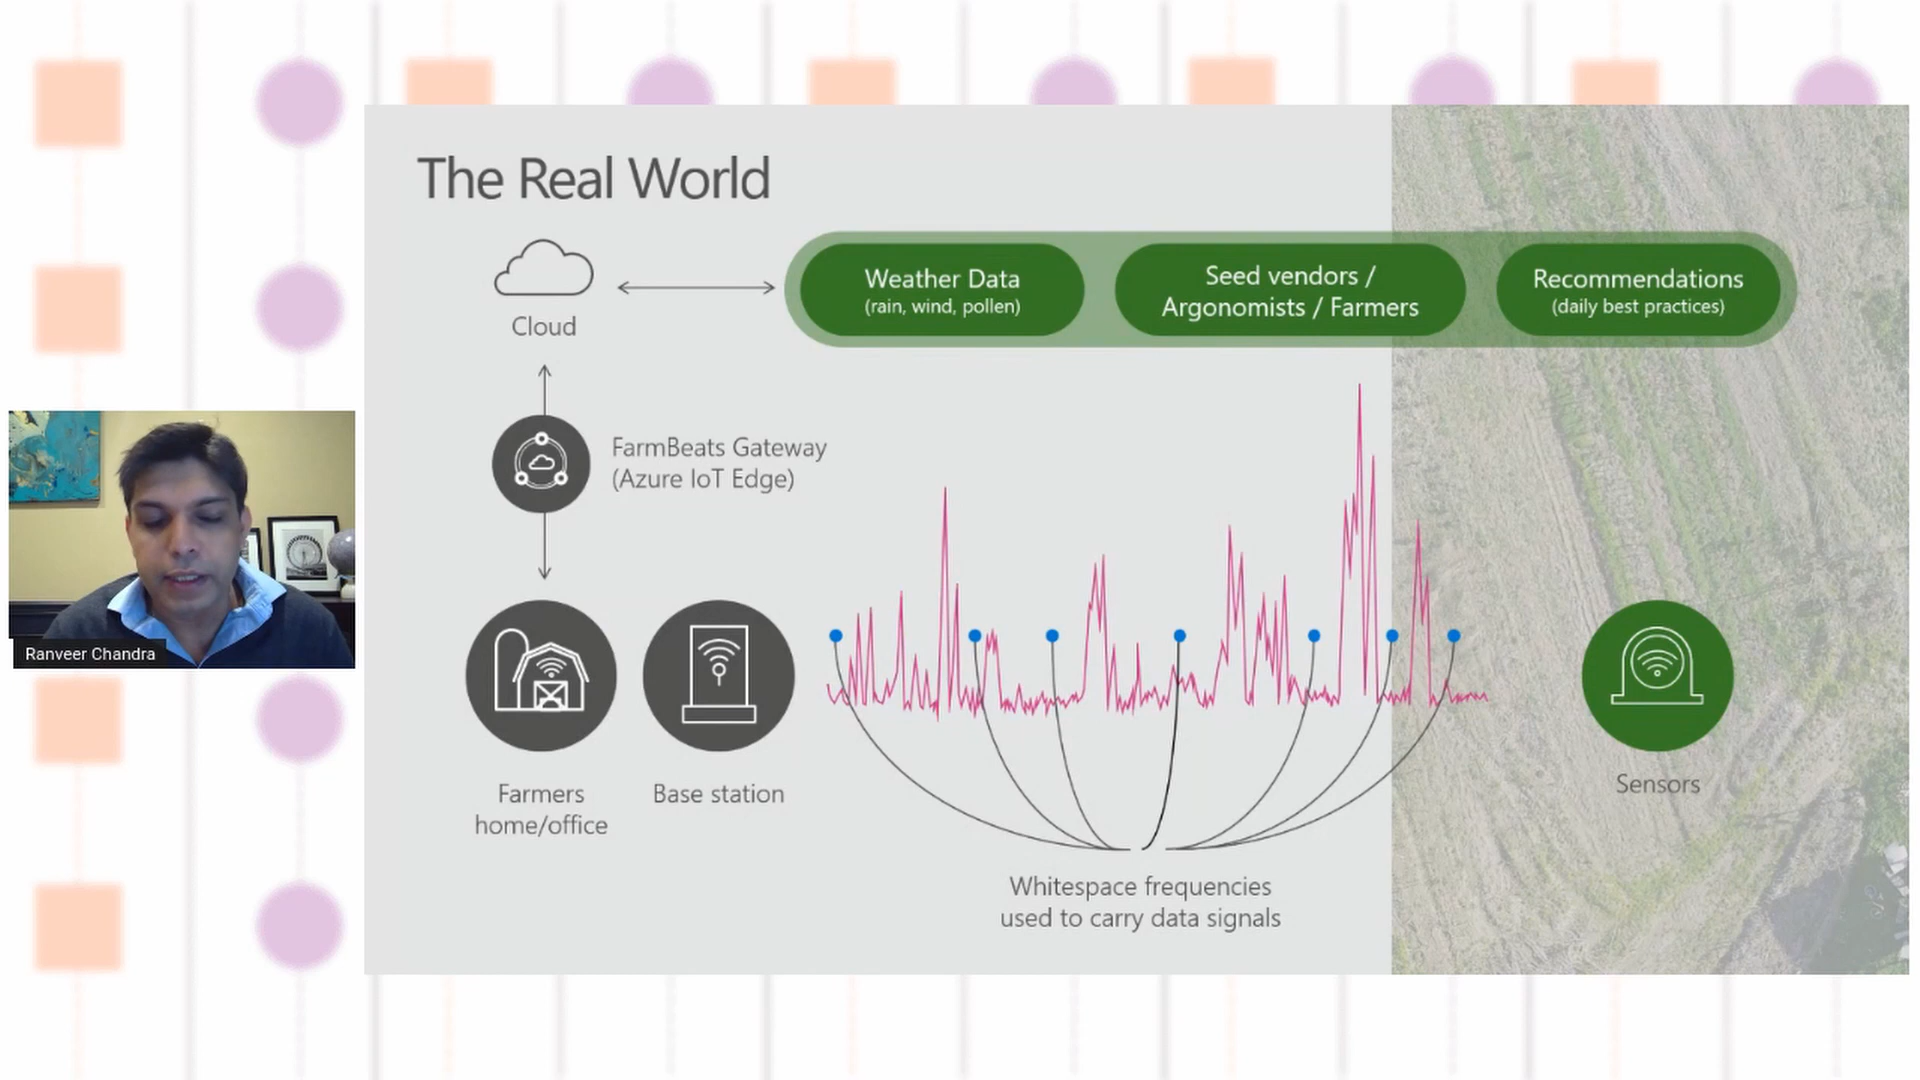 The Real World
Cloud
Weather Data
(rain, wind, pollen)
Seed vendors /
Argonomists / Farmers
Recommendations
(daily best practices)
FarmBeats Gateway
(Azure IoT Edge)
Ranveer Chandra
Farmers
home/office
Base station
Sensors
Whitespace frequencies
used to carry data signals